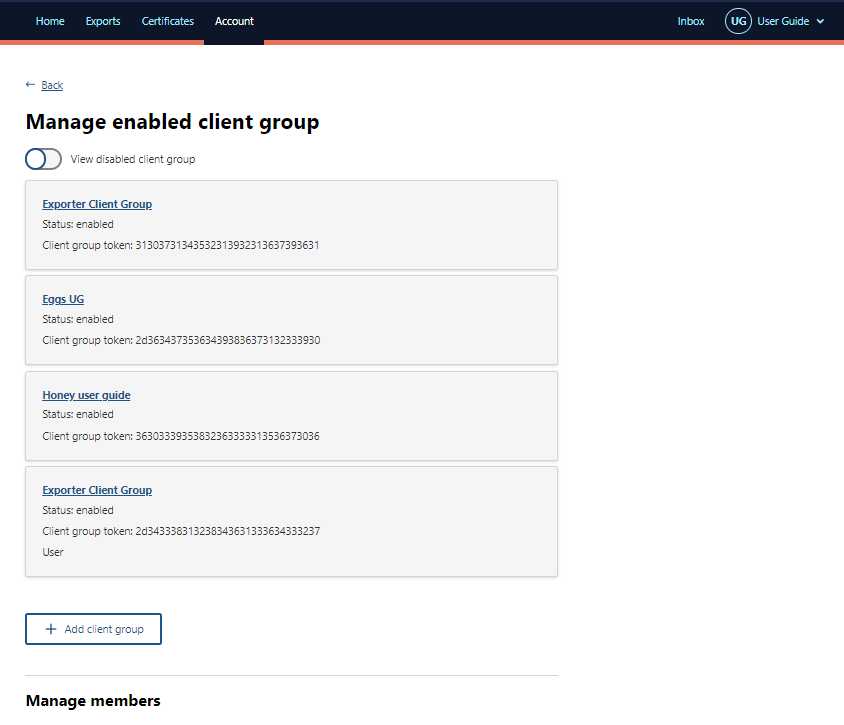 Home Exports Certificates Account Inbox UG User Guide
Back
Manage enabled client group
View disabled client group
Exporter Client Group
Status: enabled
Client group token: 31303731343532313932313637393631
Eggs UG
Status: enabled
Client group token: 2d36343735363439383637313233930
Honey user guide
Status: enabled
Client group token: 36303339353832363333313536373036
Exporter Client Group
Status: enabled
Client group token: 2d343338313238343631333634333237
User
Add client group
Manage members